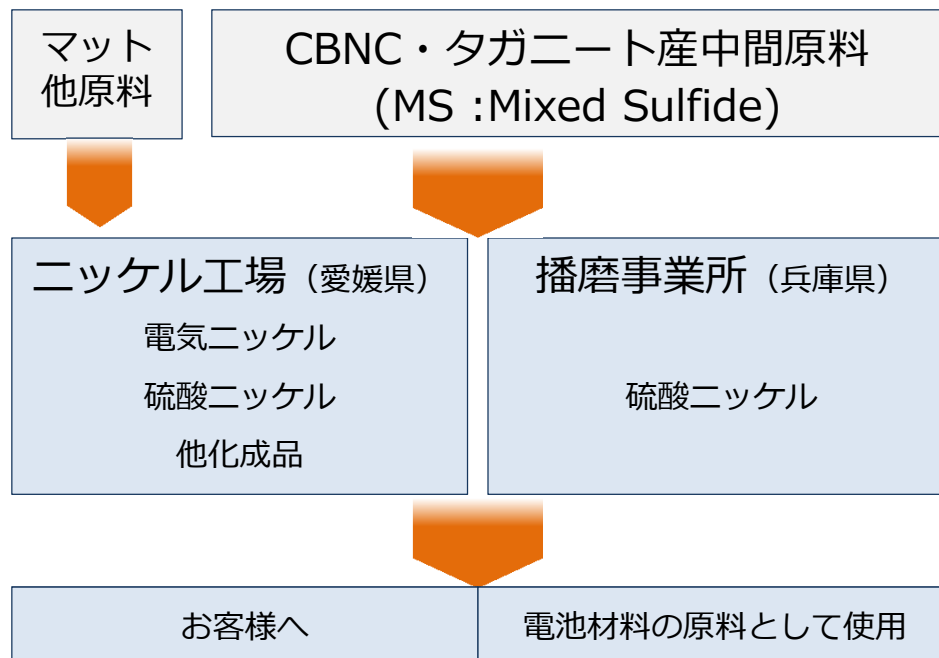 マット
他原料
CBNC・タガニート産中間原料
(MS :Mixed Sulfide)
ニッケル工場（愛媛県）
電気ニッケル
硫酸ニッケル
他化成品
播磨事業所（兵庫県）
硫酸ニッケル
お客様へ
電池材料の原料として使用